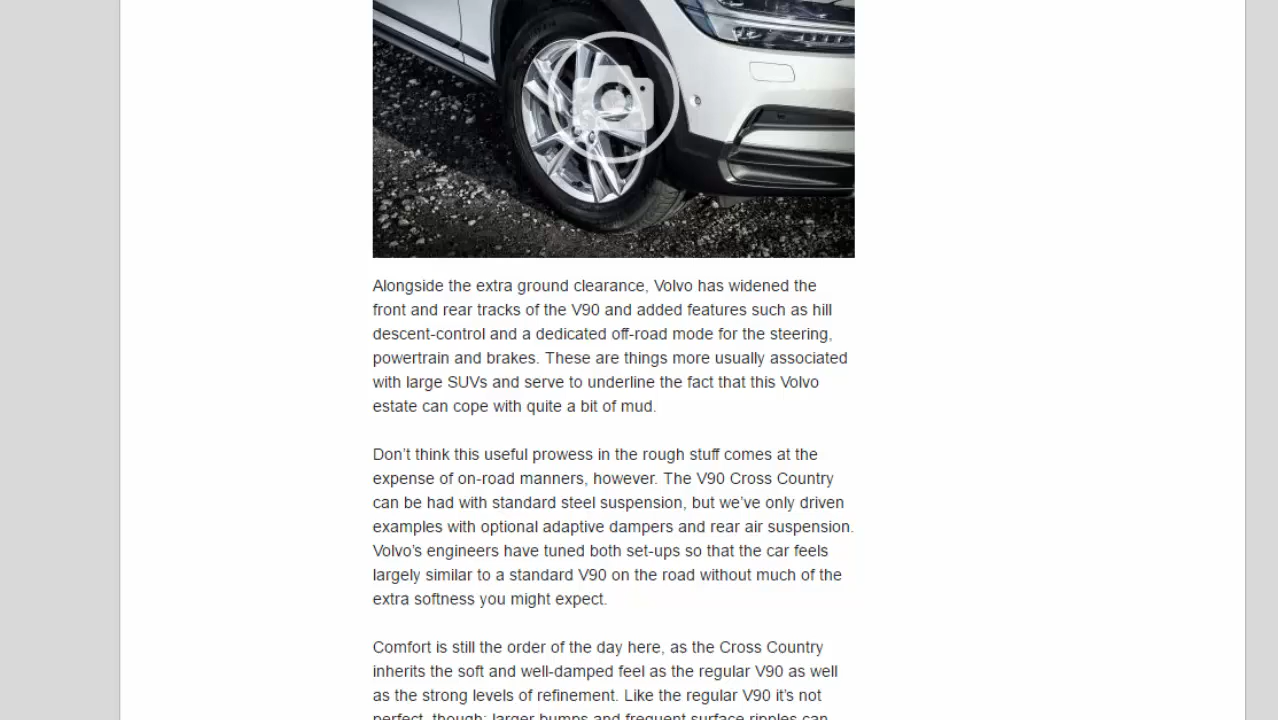 Alongside the extra ground clearance, Volvo has widened the
front and rear tracks of the V90 and added features such as hill
descent-control and a dedicated off-road mode for the steering,
powertrain and brakes. These are things more usually associated
with large SUVs and serve to underline the fact that this Volvo
estate can cope with quite a bit of mud.
Don’t think this useful prowess in the rough stuff comes at the
expense of on-road manners, however. The V90 Cross Country
can be had with standard steel suspension, but we’ve only driven
examples with optional adaptive dampers and rear air suspension.
Volvo’s engineers have tuned both set-ups so that the car feels
largely similar to a standard V90 on the road without much of the
extra softness you might expect.
Comfort is still the order of the day here, as the Cross Country
inherits the soft and well-damped feel as the regular V90 as well
as the strong levels of refinement. Like the regular V90 it’s not
perfect, though; larger bumps and frequent surface ripples can